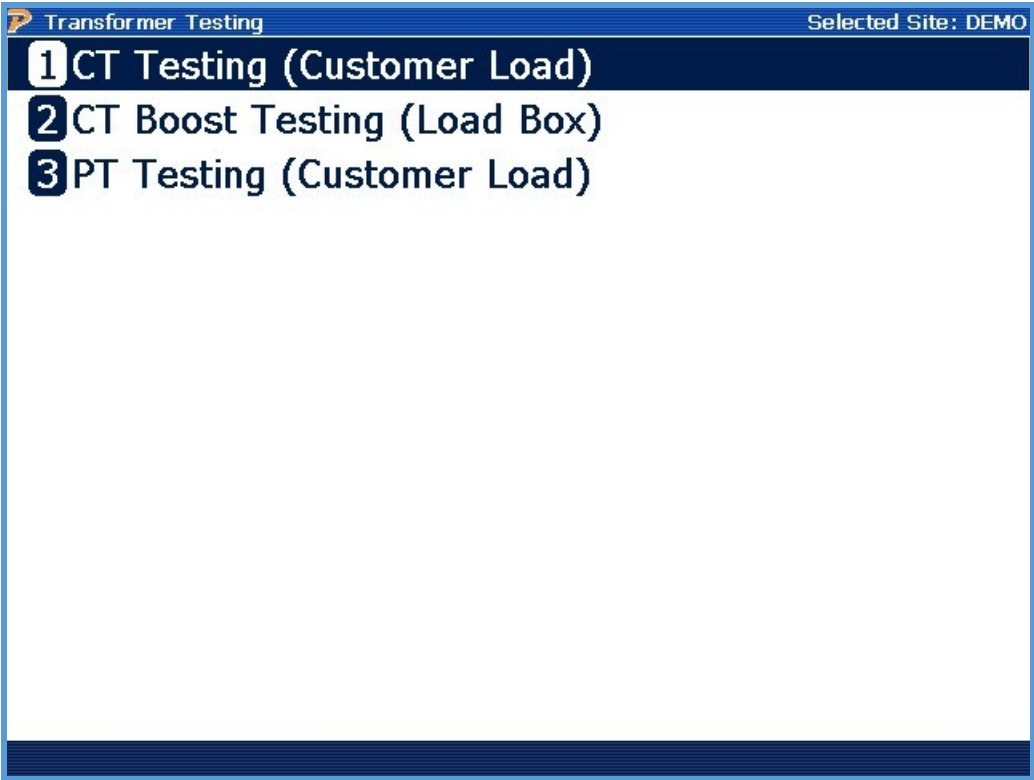 Transformer Testing Selected Site: DEMO
1 CT Testing (Customer Load)
2 CT Boost Testing (Load Box)
3 PT Testing (Customer Load)